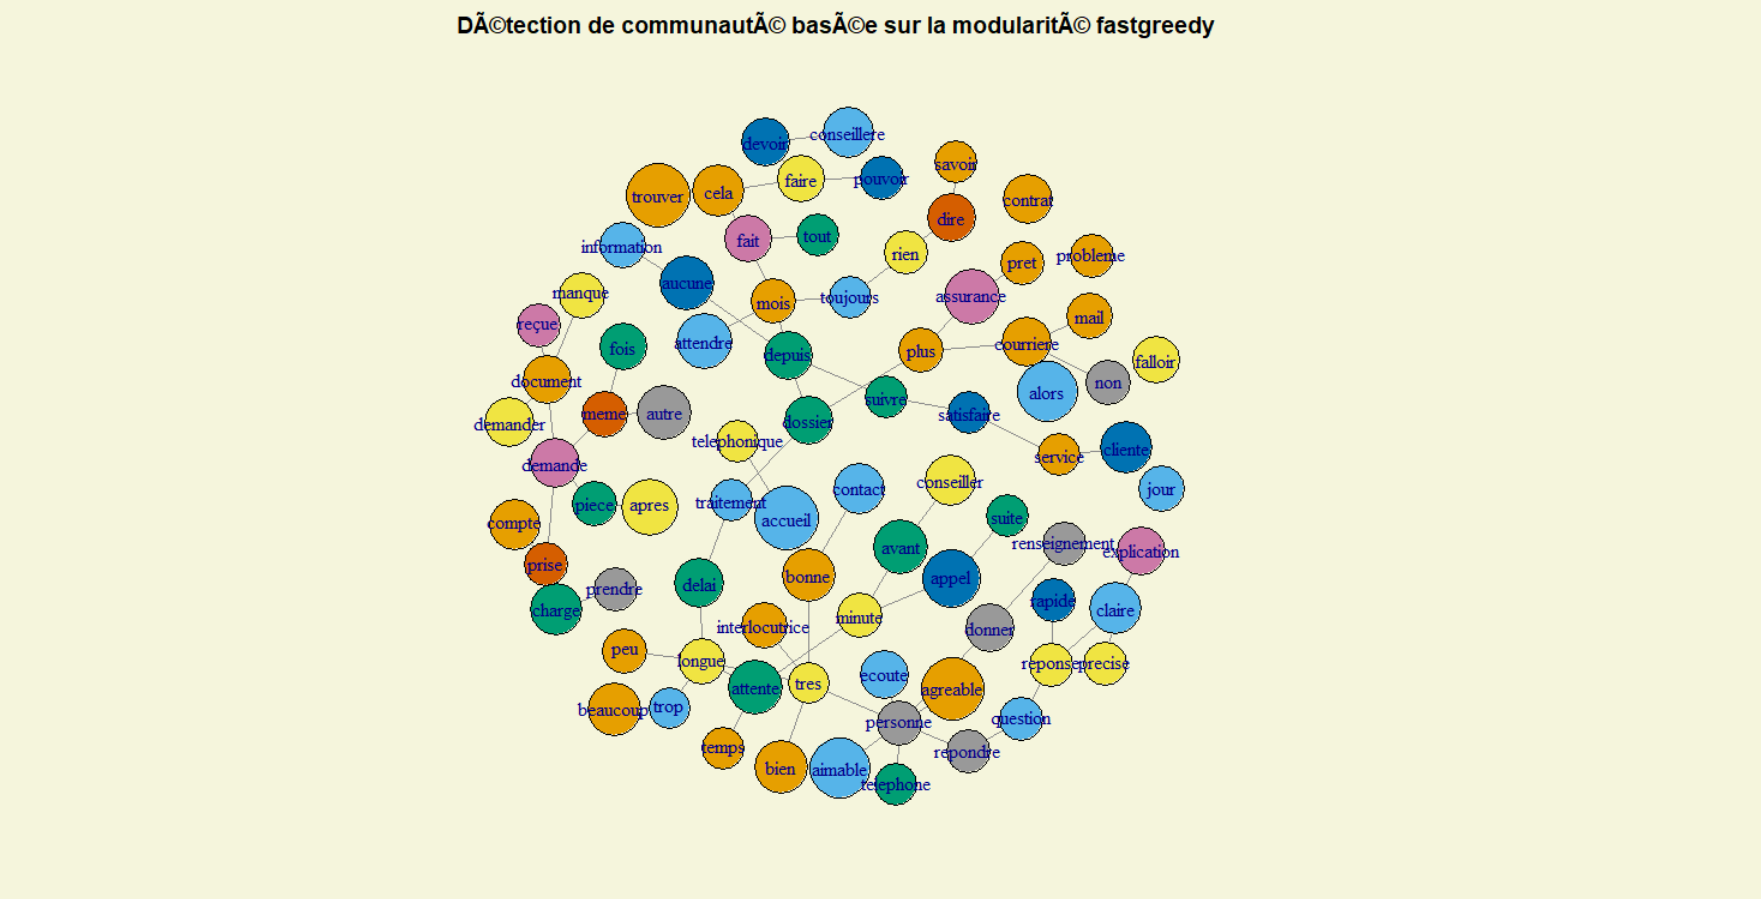 DÃ©tection de communautÃ© basÃ©e sur la modularitÃ© fastgreedy
devoir
conseillere
savoir
trouver
cela
faire
pouvoir
contrat
dire
information
fait
tout
rien
probleme
pret
aucune
manque
mois
toujours
assurance
reçue
mail
fois
attendre
depuis
plus
courriere
falloir
document
non
alors
meme
autre
suivre
satisfaire
demander
dossier
telephonique
demande
service
cliente
conseiller
jour
piece
apres
traitement
contact
compte
accueil
suite
avant
renseignement
explication
prise
bonne
appel
delai
prendre
charge
rapide
claire
interlocutrice
minute
donner
peu
longue
reponse
precise
attente
tres
ecoute
agreable
beaucoup
trop
personne
question
temps
repondre
bien
aimable
telephone